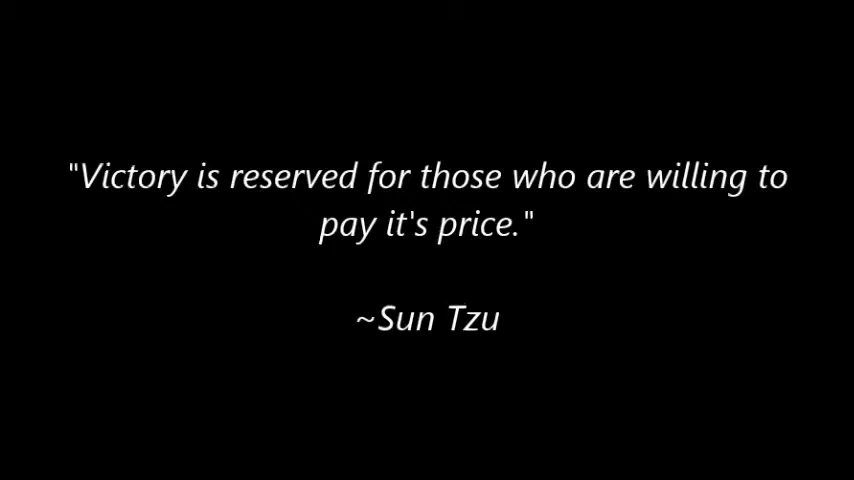 "Victory is reserved for those who are willing to
pay it's price."
~Sun Tzu